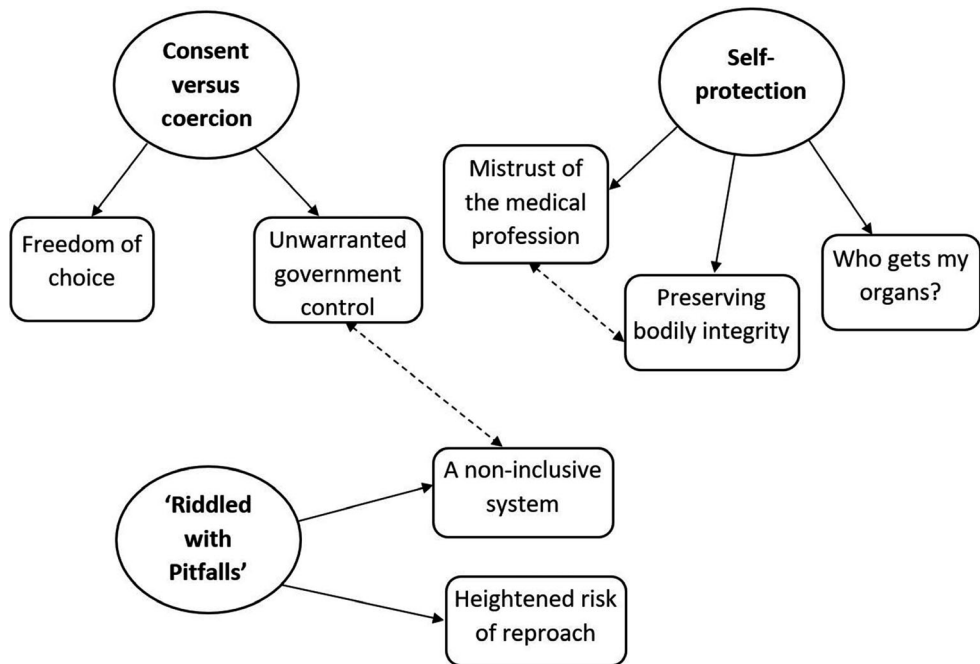 Consent
versus
coercion
Self-
protection
Mistrust of
the medical
profession
Freedom of
choice
Unwarranted
government
control
Who gets my
organs?
Preserving
bodily integrity
A non-inclusive
system
‘Riddled
with
Pitfalls’
Heightened risk
of reproach